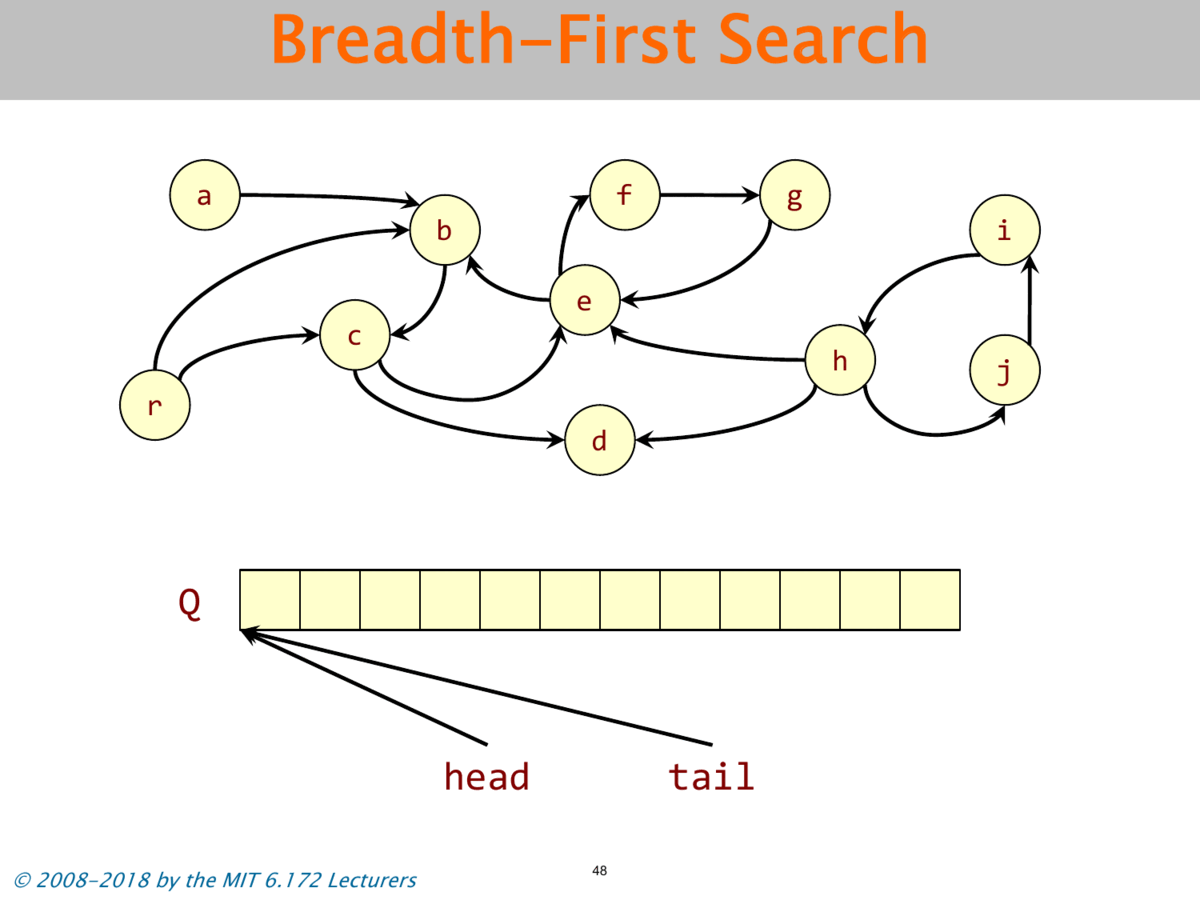 Breadth-First Search
a
f
g
b
i
e
c
h
j
r
d
Q
head tail
48
© 2008-2018 by the MIT 6.172 Lecturers